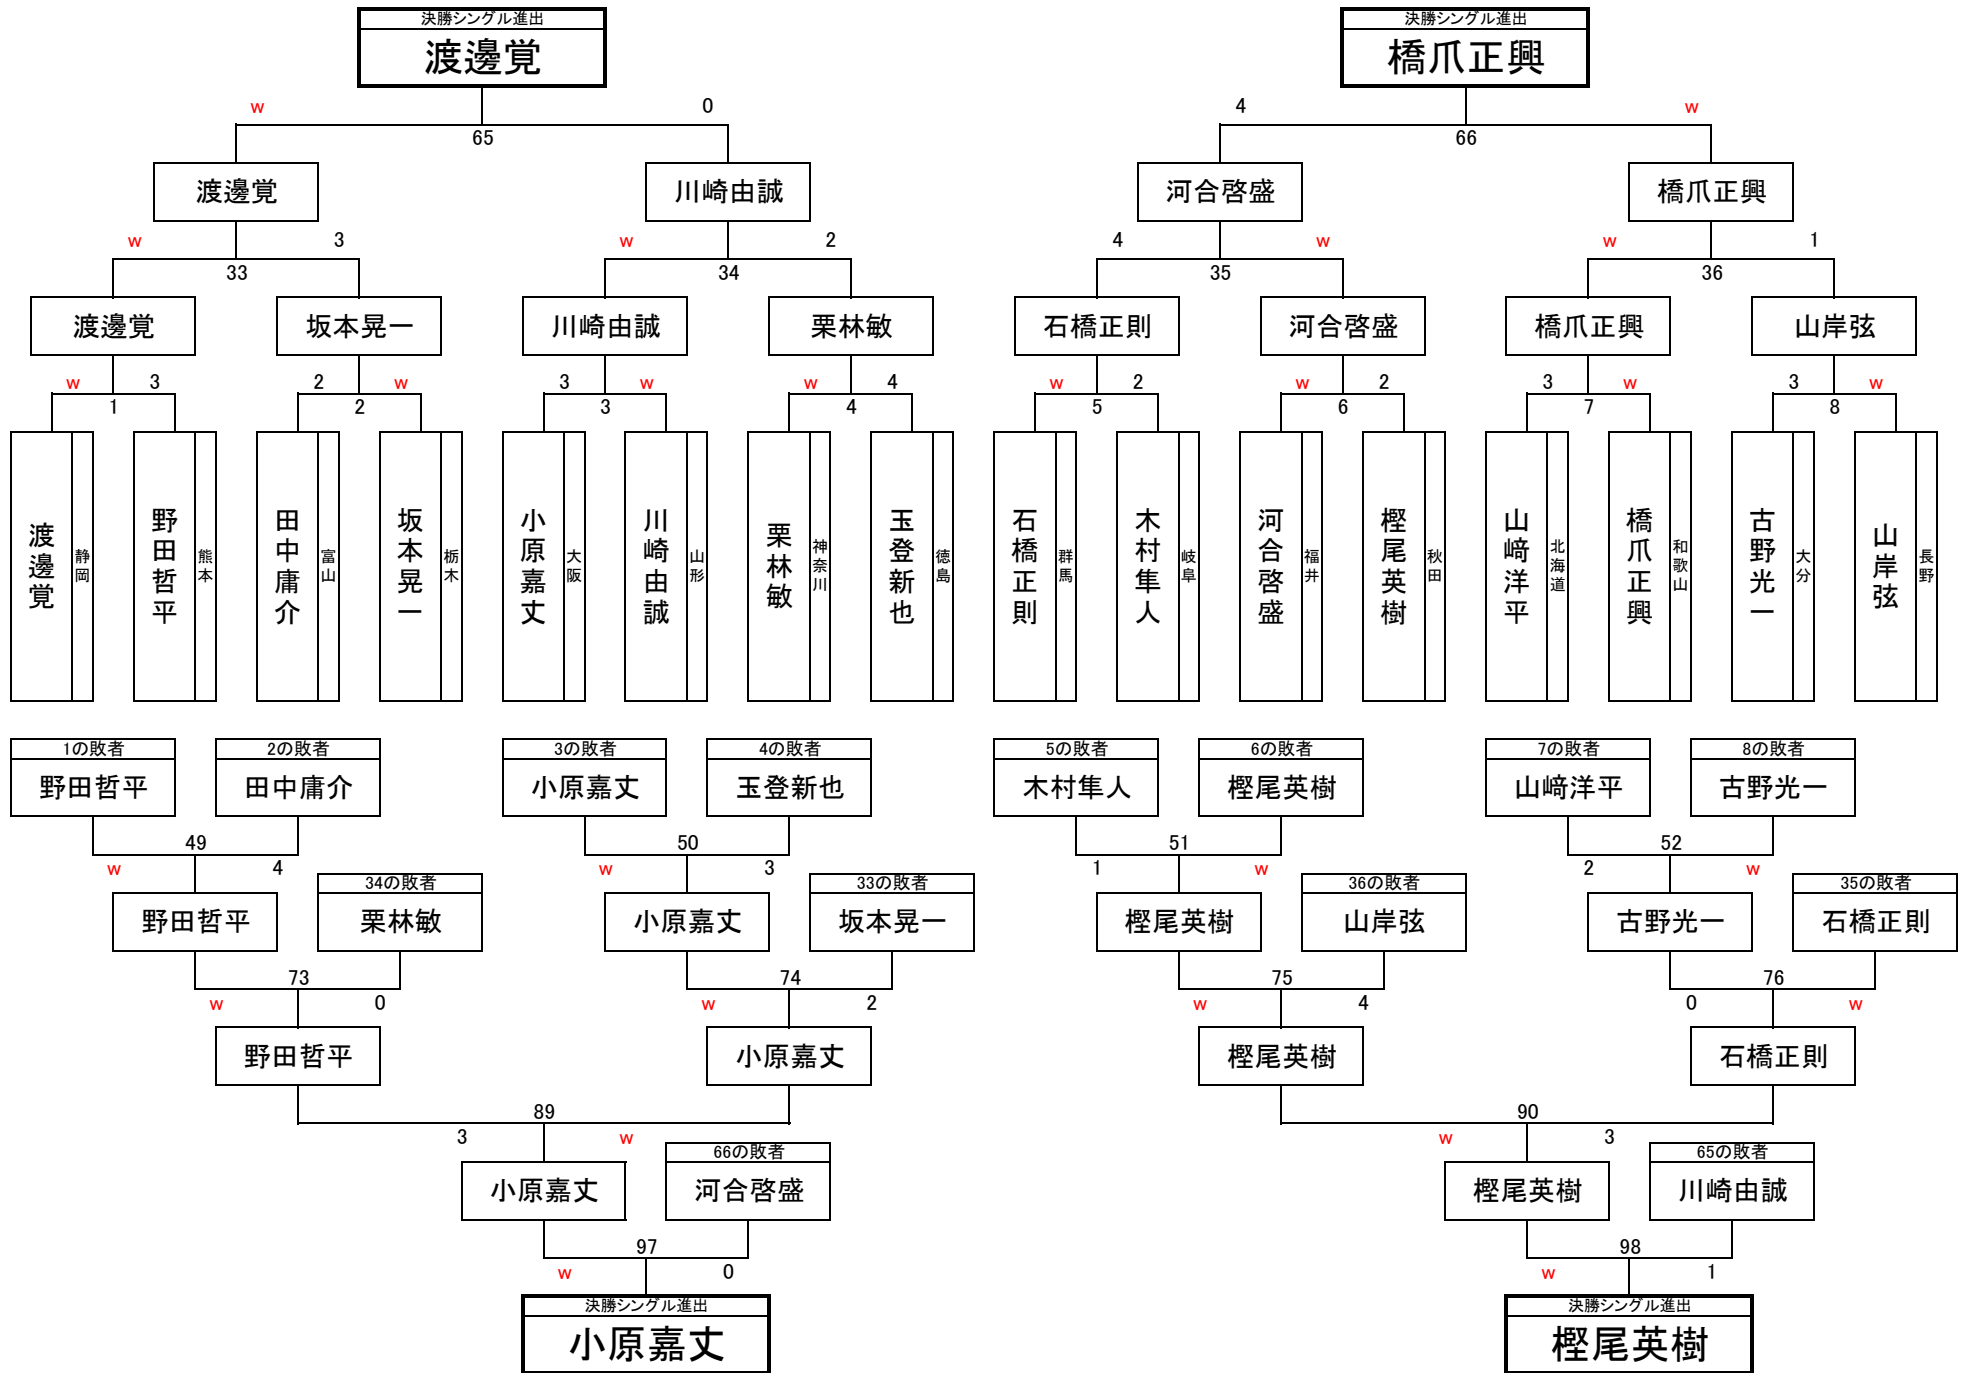 決勝シングル進出
渡邊覚
決勝シングル進出
橋爪正興
w 0 4 w
65 66
渡邊覚 川崎由誠 河合啓盛 橋爪正興
w 3 w 2 4 w w 1
33 34 35 36
渡邊覚 坂本晃一 川崎由誠 栗林敏 石橋正則 河合啓盛 橋爪正興 山岸弦
w 3 2 w 3 w w 4 w 2 w 2 3 w 3 w
1 2 3 4 5 6 7 8
渡邊覚 静岡
野田哲平 熊本
田中庸介 富山
坂本晃一 栃木
小原嘉丈 大阪
川崎由誠 山形
栗林敏 神奈川
玉登新也 徳島
石橋正則 群馬
木村隼人 岐阜
河合啓盛 福井
樫尾英樹 秋田
山﨑洋平 北海道
橋爪正興 和歌山
古野光一 大分
山岸弦 長野
1の敗者 2の敗者 3の敗者 4の敗者 5の敗者 6の敗者 7の敗者 8の敗者
野田哲平 田中庸介 小原嘉丈 玉登新也 木村隼人 樫尾英樹 山﨑洋平 古野光一
49 50 51 52
w 4 w 3 1 w 2 w
34の敗者 33の敗者 36の敗者 35の敗者
野田哲平 栗林敏 小原嘉丈 坂本晃一 樫尾英樹 山岸弦 古野光一 石橋正則
73 74 75 76
w 0 w 2 w 4 0 w
野田哲平 小原嘉丈 樫尾英樹 石橋正則
89 90
3 w w 3
66の敗者 65の敗者
小原嘉丈 河合啓盛 樫尾英樹 川崎由誠
97 98
w 0 w 1
決勝シングル進出
小原嘉丈
決勝シングル進出
樫尾英樹